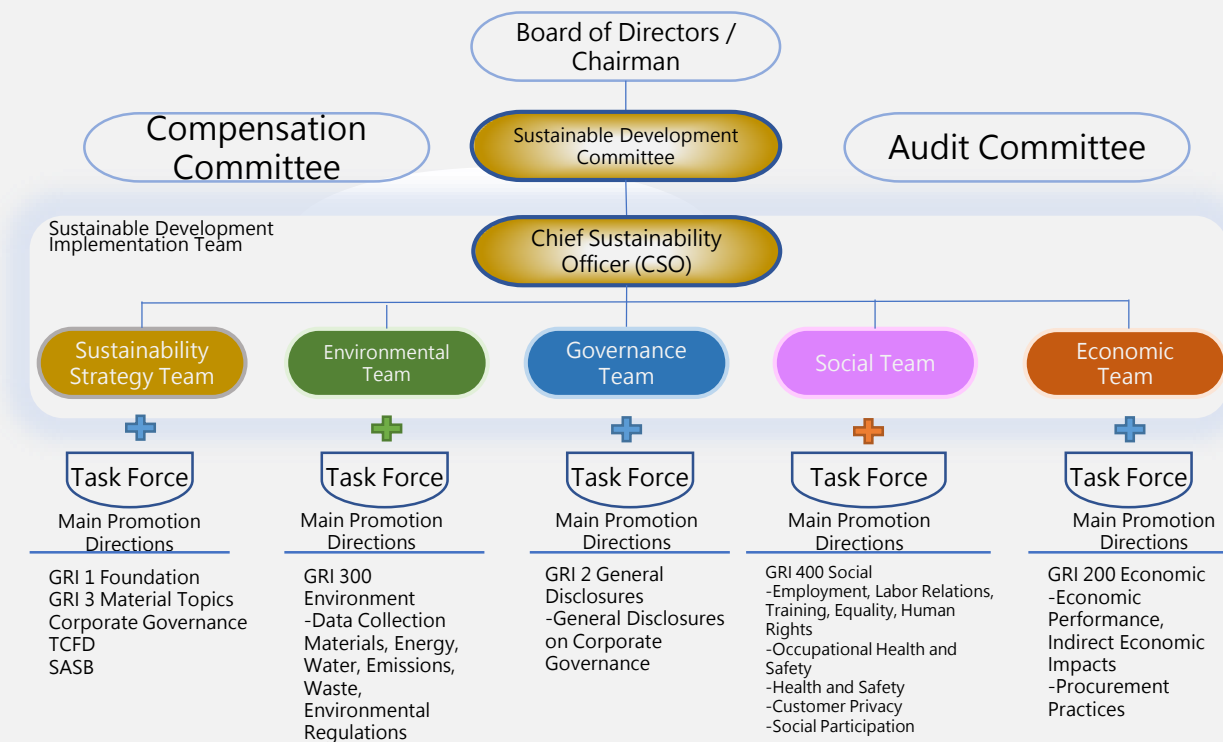 Board of Directors /
Chairman
Compensation
Committee
Sustainable Development
Committee
Audit Committee
Sustainable Development
Implementation Team
Chief Sustainability
Officer (CSO)
Sustainability
Strategy Team
Environmental
Team
Governance
Team
Social Team
Economic
Team
Task Force
Main Promotion
Directions
GRI 1 Foundation
GRI 3 Material Topics
Corporate Governance
TCFD
SASB
Task Force
Main Promotion
Directions
GRI 300
Environment
-Data Collection
Materials, Energy,
Water, Emissions,
Waste,
Environmental
Regulations
Task Force
Main Promotion
Directions
GRI 2 General
Disclosures
-General Disclosures
on Corporate
Governance
Task Force
Main Promotion
Directions
GRI 400 Social
-Employment, Labor Relations,
Training, Equality, Human
Rights
-Occupational Health and
Safety
-Health and Safety
-Customer Privacy
-Social Participation
Task Force
Main Promotion
Directions
GRI 200 Economic
-Economic
Performance,
Indirect Economic
Impacts
-Procurement
Practices